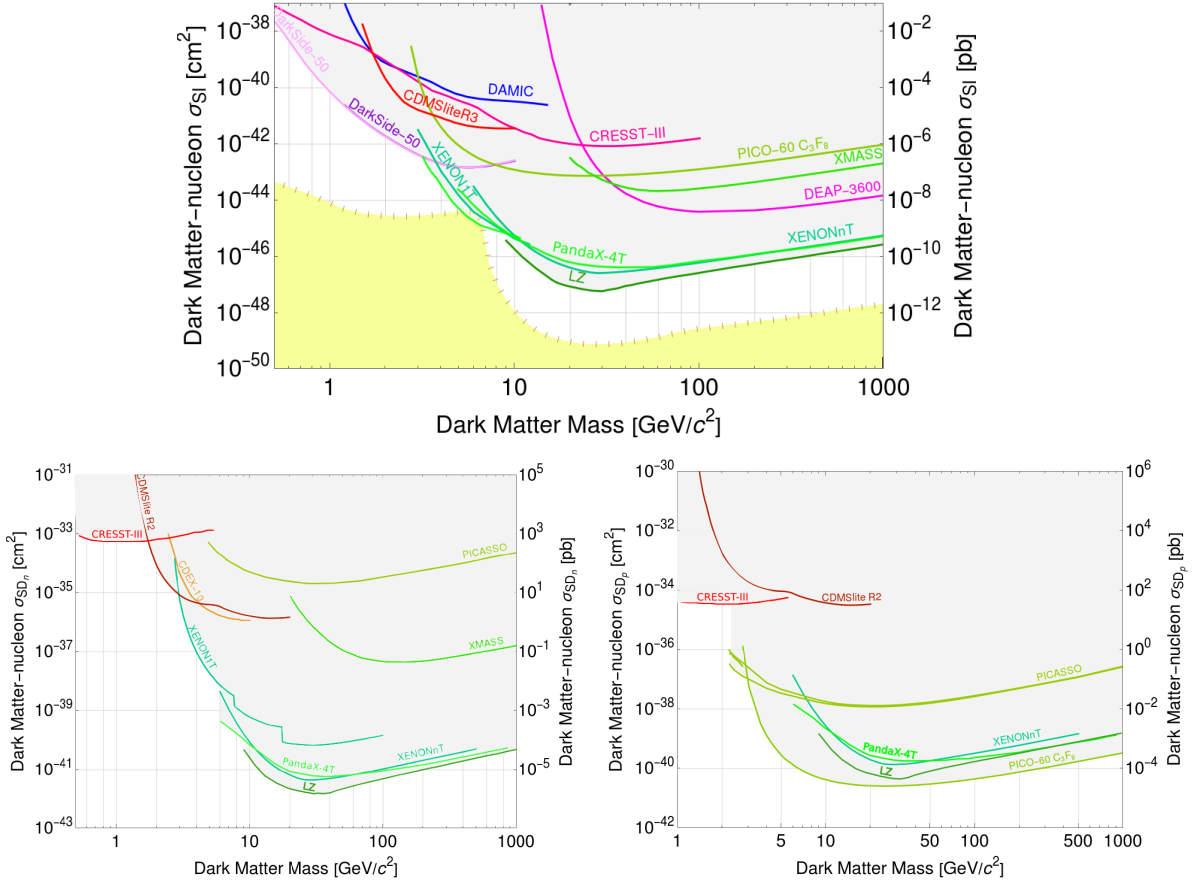 Dark Matter−nucleon σSI [cm²]
10⁻³⁸
10⁻⁴⁰
10⁻⁴²
10⁻⁴⁴
10⁻⁴⁶
10⁻⁴⁸
10⁻⁵⁰
DarkSide−50
DarkSide−50
DAMIC
CDMSliteR3
CRESST−III
PICO−60 C₃F₈
XMASS
DEAP−3600
XENON1T
XENONnT
PandaX−4T
LZ
10⁻²
10⁻⁴
10⁻⁶
10⁻⁸
10⁻¹⁰
10⁻¹²
Dark Matter−nucleon σSI [pb]
1 10 100 1000
Dark Matter Mass [GeV/c²]
Dark Matter−nucleon σSDₙ [cm²]
10⁻³¹
10⁻³³
10⁻³⁵
10⁻³⁷
10⁻³⁹
10⁻⁴¹
10⁻⁴³
CDMSlite R2
CRESST−III
CDEX−10
PICASSO
XENON1T
XMASS
XENONnT
PandaX−4T
LZ
10⁵
10³
10¹
10⁻¹
10⁻³
10⁻⁵
Dark Matter−nucleon σSDₙ [pb]
1 10 100 1000
Dark Matter Mass [GeV/c²]
Dark Matter−nucleon σSDₚ [cm²]
10⁻³⁰
10⁻³²
10⁻³⁴
10⁻³⁶
10⁻³⁸
10⁻⁴⁰
10⁻⁴²
CRESST−III
CDMSlite R2
PICASSO
XENONnT
PandaX−4T
LZ
PICO−60 C₃F₈
10⁶
10⁴
10²
10⁰
10⁻²
10⁻⁴
Dark Matter−nucleon σSDₚ [pb]
1 5 10 50 100 500 1000
Dark Matter Mass [GeV/c²]